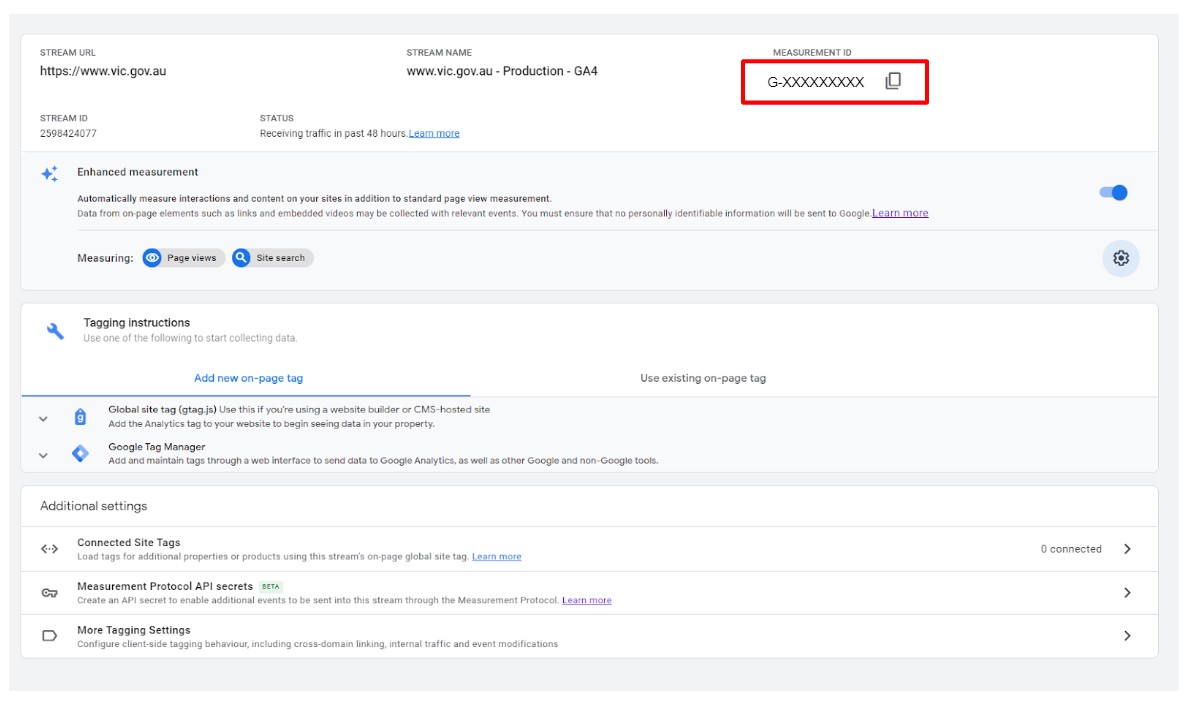 STREAM URL
https://www.vic.gov.au
STREAM NAME
www.vic.gov.au - Production - GA4
MEASUREMENT ID
G-XXXXXXXXX
STREAM ID
2598424077
STATUS
Receiving traffic in past 48 hours.Learn more
Enhanced measurement
Automatically measure interactions and content on your sites in addition to standard page view measurement.
Data from on-page elements such as links and embedded videos may be collected with relevant events. You must ensure that no personally identifiable information will be sent to Google.Learn more
Measuring: Page views Site search
Tagging instructions
Use one of the following to start collecting data.
Add new on-page tag
Use existing on-page tag
g
Global site tag (gtag.js) Use this if you're using a website builder or CMS-hosted site
Add the Analytics tag to your website to begin seeing data in your property.
Google Tag Manager
Add and maintain tags through a web interface to send data to Google Analytics, as well as other Google and non-Google tools.
Additional settings
Connected Site Tags
Load tags for additional properties or products using this stream's on-page global site tag. Learn more
0 connected
Measurement Protocol API secrets BETA
Create an API secret to enable additional events to be sent into this stream through the Measurement Protocol. Learn more
More Tagging Settings
Configure client-side tagging behaviour, including cross-domain linking, internal traffic and event modifications